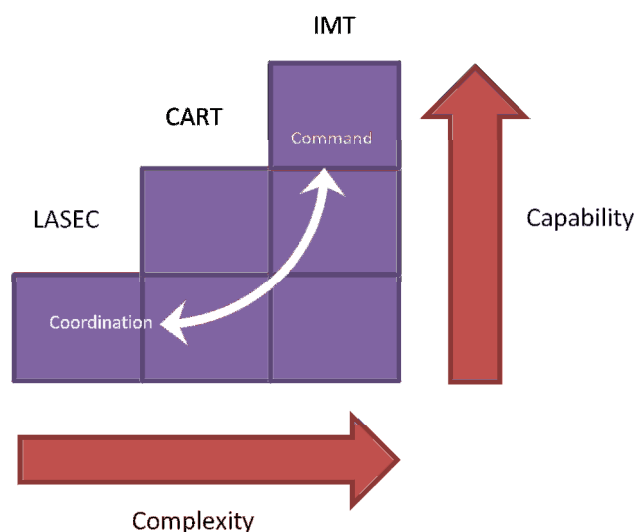 IMT
CART
Command
LASEC
Capability
Coordination
Complexity